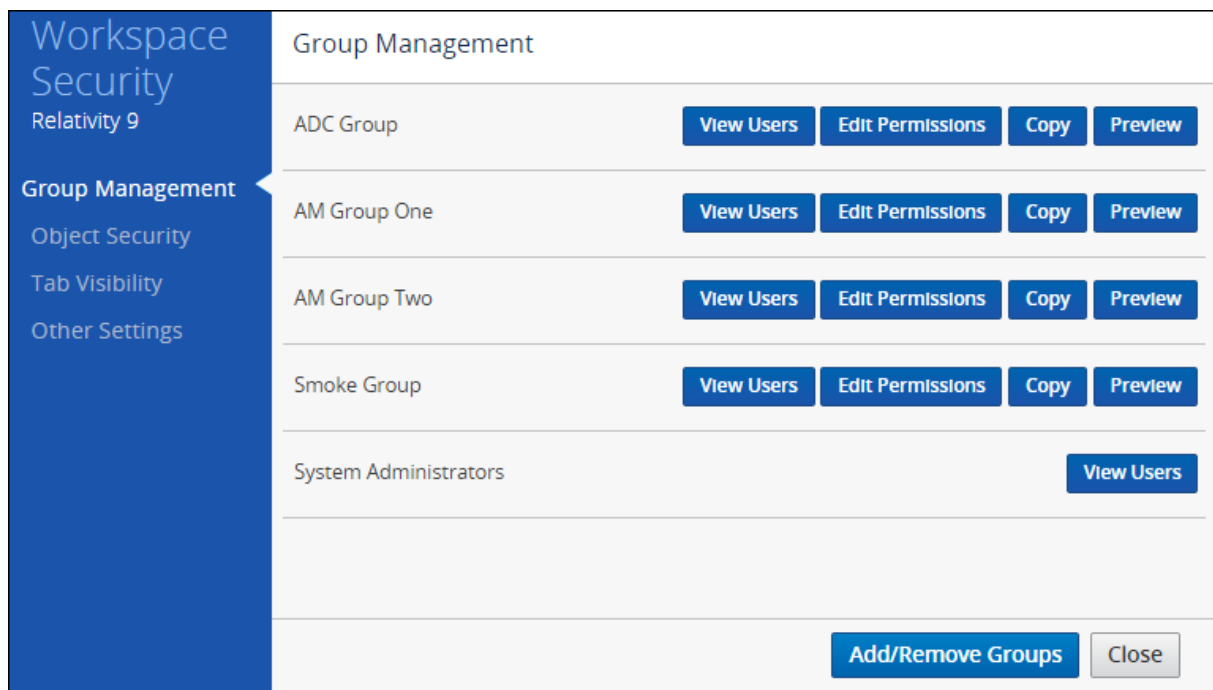 Workspace
Security
Relativity 9
Group Management
Object Security
Tab Visibility
Other Settings
Group Management
ADC Group View Users Edit Permissions Copy Preview
AM Group One View Users Edit Permissions Copy Preview
AM Group Two View Users Edit Permissions Copy Preview
Smoke Group View Users Edit Permissions Copy Preview
System Administrators View Users
Add/Remove Groups Close